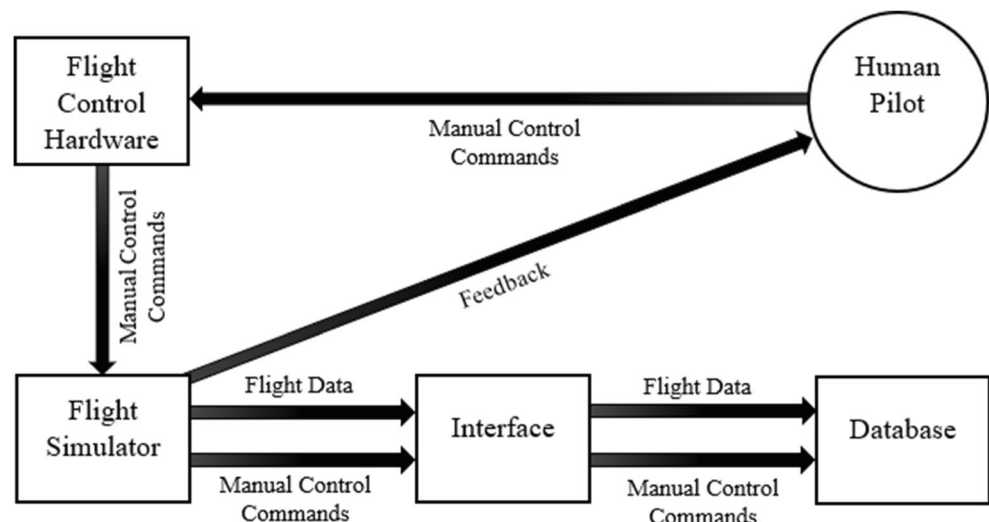 Flight
Control
Hardware
Human
Pilot
Manual Control
Commands
Manual Control
Commands
Feedback
Flight
Simulator
Flight Data
Manual Control
Commands
Interface
Flight Data
Manual Control
Commands
Database